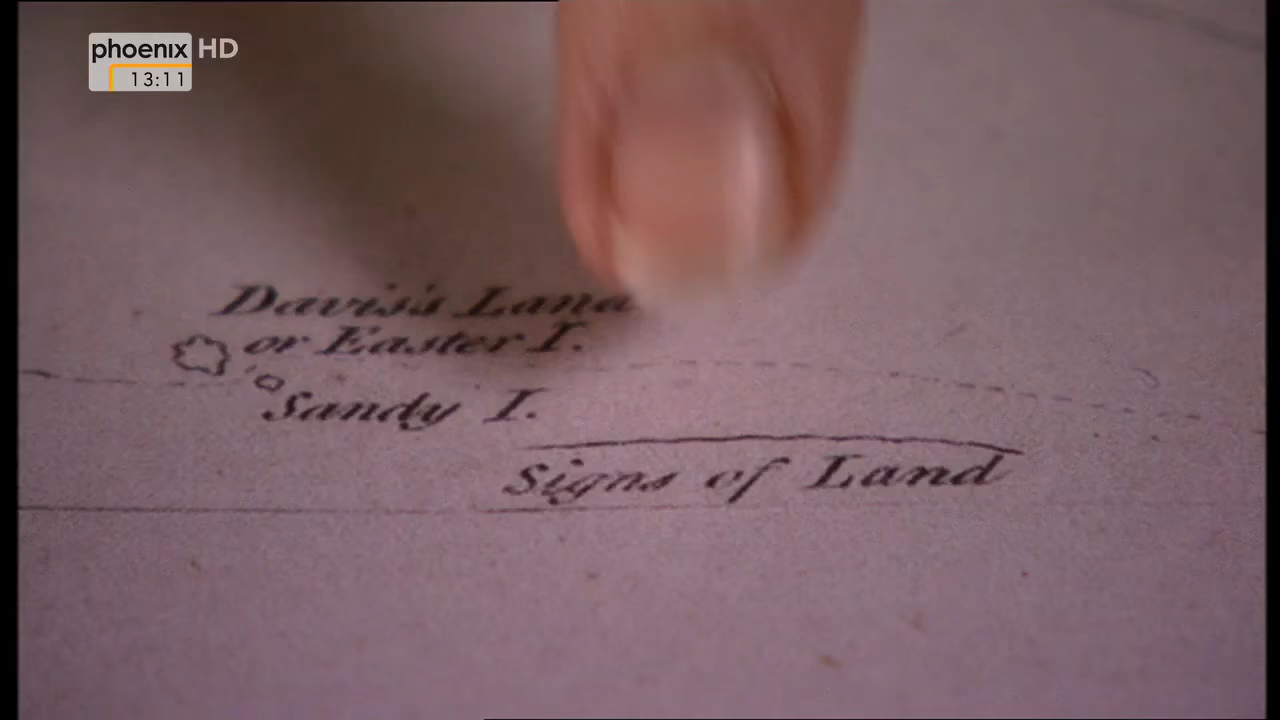 phoenix HD
13:11
Davis's Land
or Easter I.
Sandy I.
Signs of Land